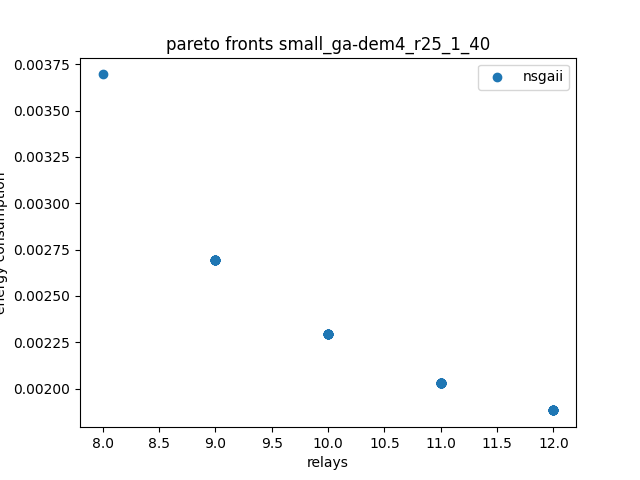 pareto fronts small_ga-dem4_r25_1_40
nsgaii
0.00375
0.00350
0.00325
0.00300
0.00275
0.00250
0.00225
0.00200
energy consumption
8.0 8.5 9.0 9.5 10.0 10.5 11.0 11.5 12.0
relays